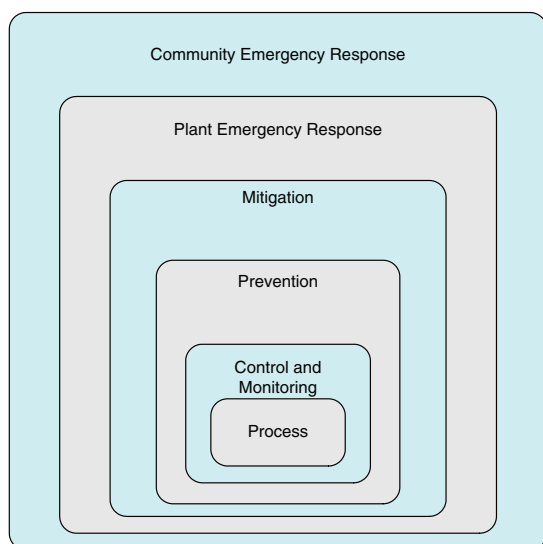 Community Emergency Response
Plant Emergency Response
Mitigation
Prevention
Control and
Monitoring
Process